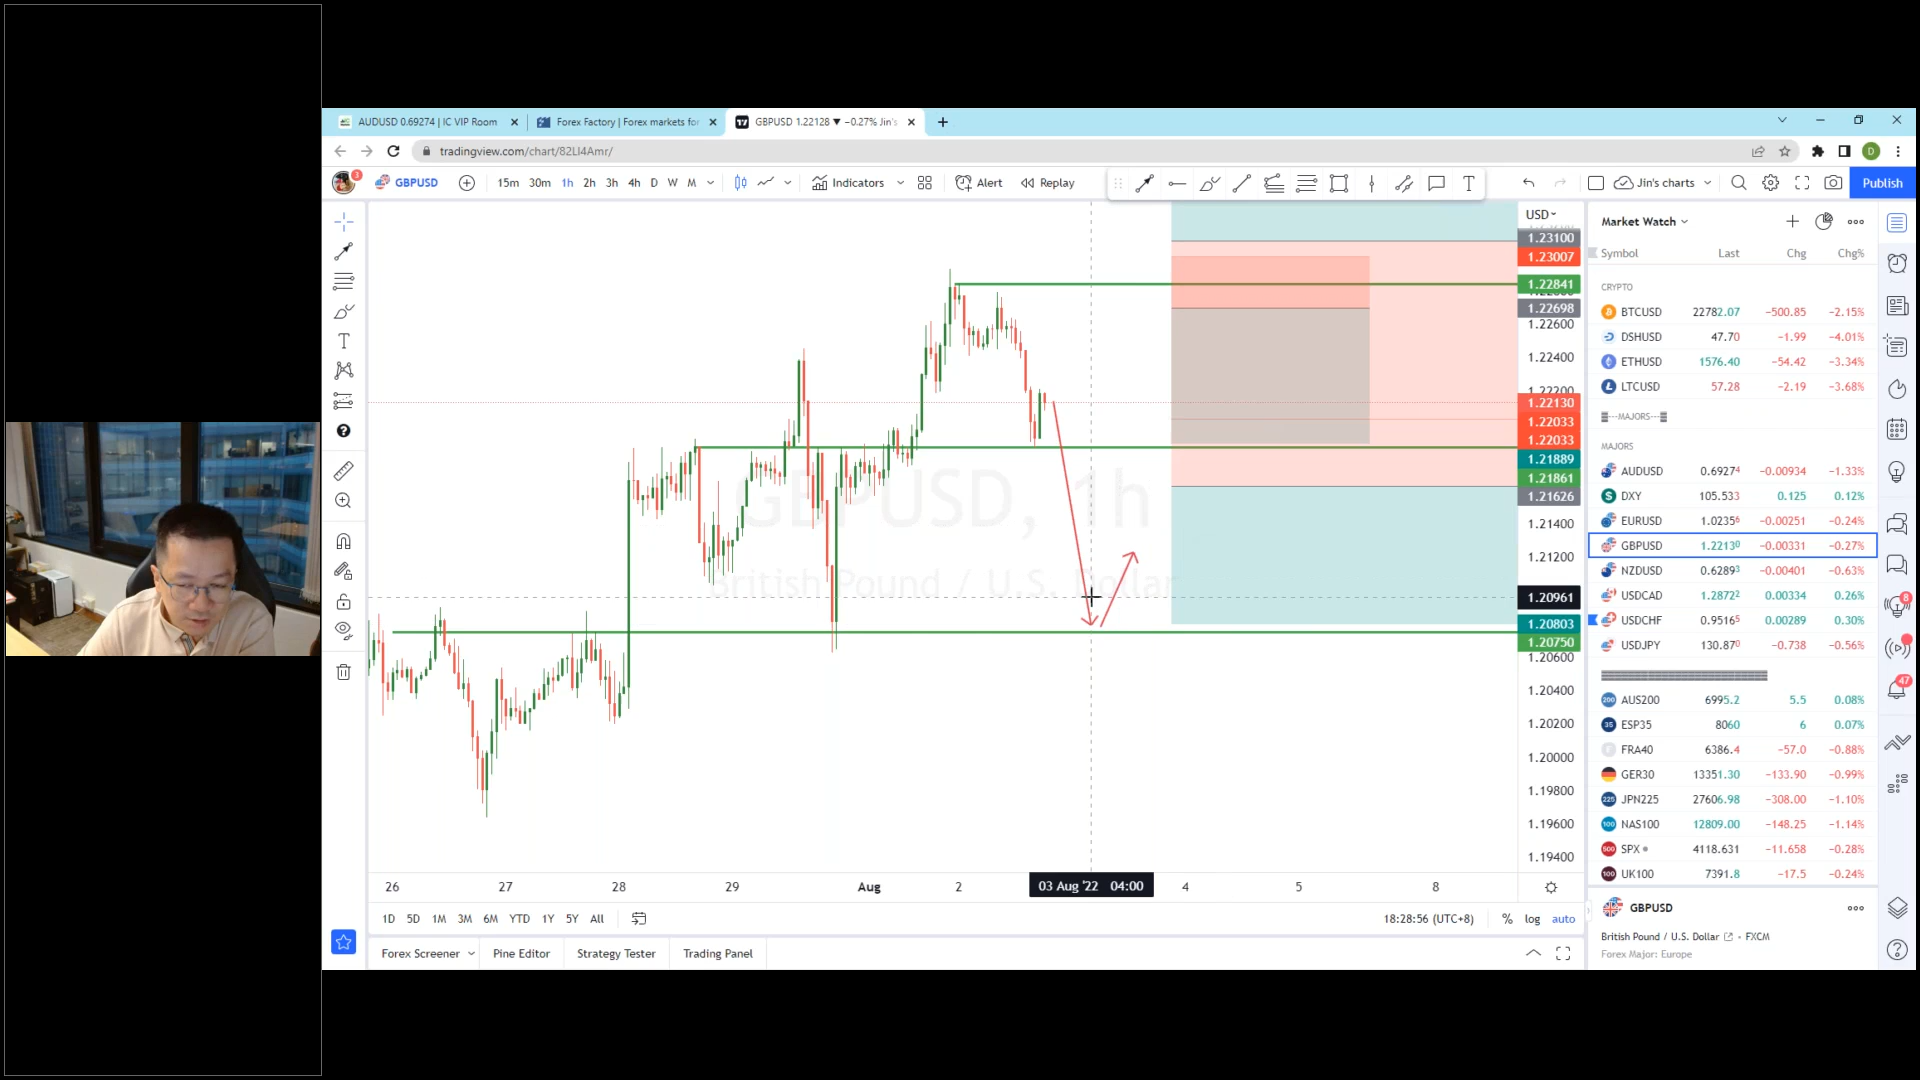 AUDUSD 0.69274 | IC VIP Room
Forex Factory | Forex markets for
GBPUSD 1.22128 ▼ −0.27% Jin's
tradingview.com/chart/82LI4Amr/
3
GBPUSD
15m 30m 1h 2h 3h 4h D W M
Indicators
Alert
Replay
T
Jin's charts
Publish
D
GBPUSD, 1h
British Pound / U.S. Dollar
USD
1.23100
1.23007
1.22841
1.22698
1.22600
1.22400
1.22200
1.22130
1.22033
1.22033
1.21889
1.21861
1.21626
1.21400
1.21200
1.20961
1.20803
1.20750
1.20600
1.20400
1.20200
1.20000
1.19800
1.19600
1.19400
26 27 28 29 Aug 2 03 Aug '22 04:00 4 5 8
1D 5D 1M 3M 6M YTD 1Y 5Y All
18:28:56 (UTC+8) % log auto
Forex Screener Pine Editor Strategy Tester Trading Panel
Market Watch
Symbol Last Chg Chg%
CRYPTO
BTCUSD 22782.07 −500.85 −2.15%
DSHUSD 47.70 −1.99 −4.01%
ETHUSD 1576.40 −54.42 −3.34%
LTCUSD 57.28 −2.19 −3.68%
---MAJORS---
MAJORS
AUDUSD 0.69274 −0.00934 −1.33%
DXY 105.533 0.125 0.12%
EURUSD 1.02356 −0.00251 −0.24%
GBPUSD 1.22130 −0.00331 −0.27%
NZDUSD 0.62893 −0.00401 −0.63%
USDCAD 1.28722 0.00334 0.26%
USDCHF 0.95165 0.00289 0.30%
USDJPY 130.870 −0.738 −0.56%
AUS200 6995.2 5.5 0.08%
ESP35 8060 6 0.07%
FRA40 6386.4 −57.0 −0.88%
GER30 13351.30 −133.90 −0.99%
JPN225 27606.98 −308.00 −1.10%
NAS100 12809.00 −148.25 −1.14%
SPX 4118.631 −11.658 −0.28%
UK100 7391.8 −17.5 −0.24%
GBPUSD
British Pound / U.S. Dollar • FXCM
Forex Major: Europe
8
47